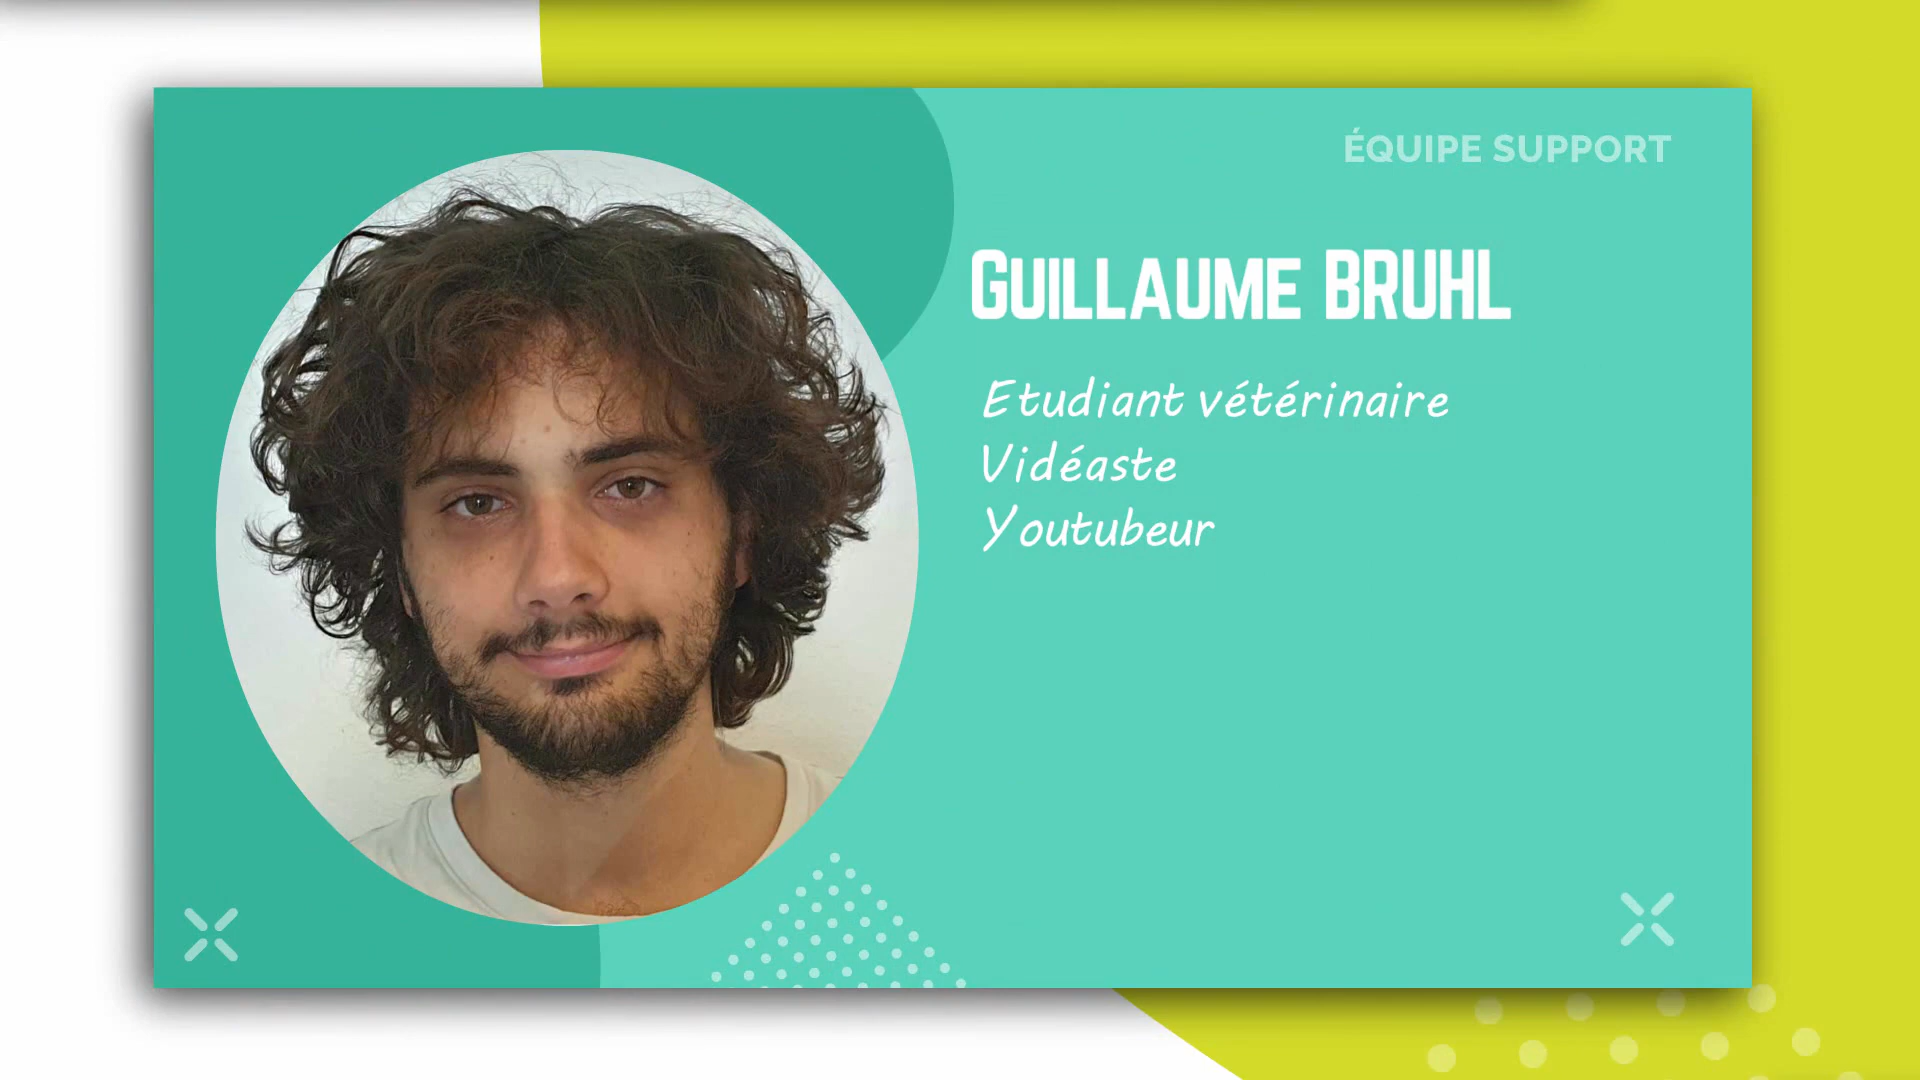 ÉQUIPE SUPPORT
GUILLAUME BRUHL
Etudiant vétérinaire
Vidéaste
Youtubeur